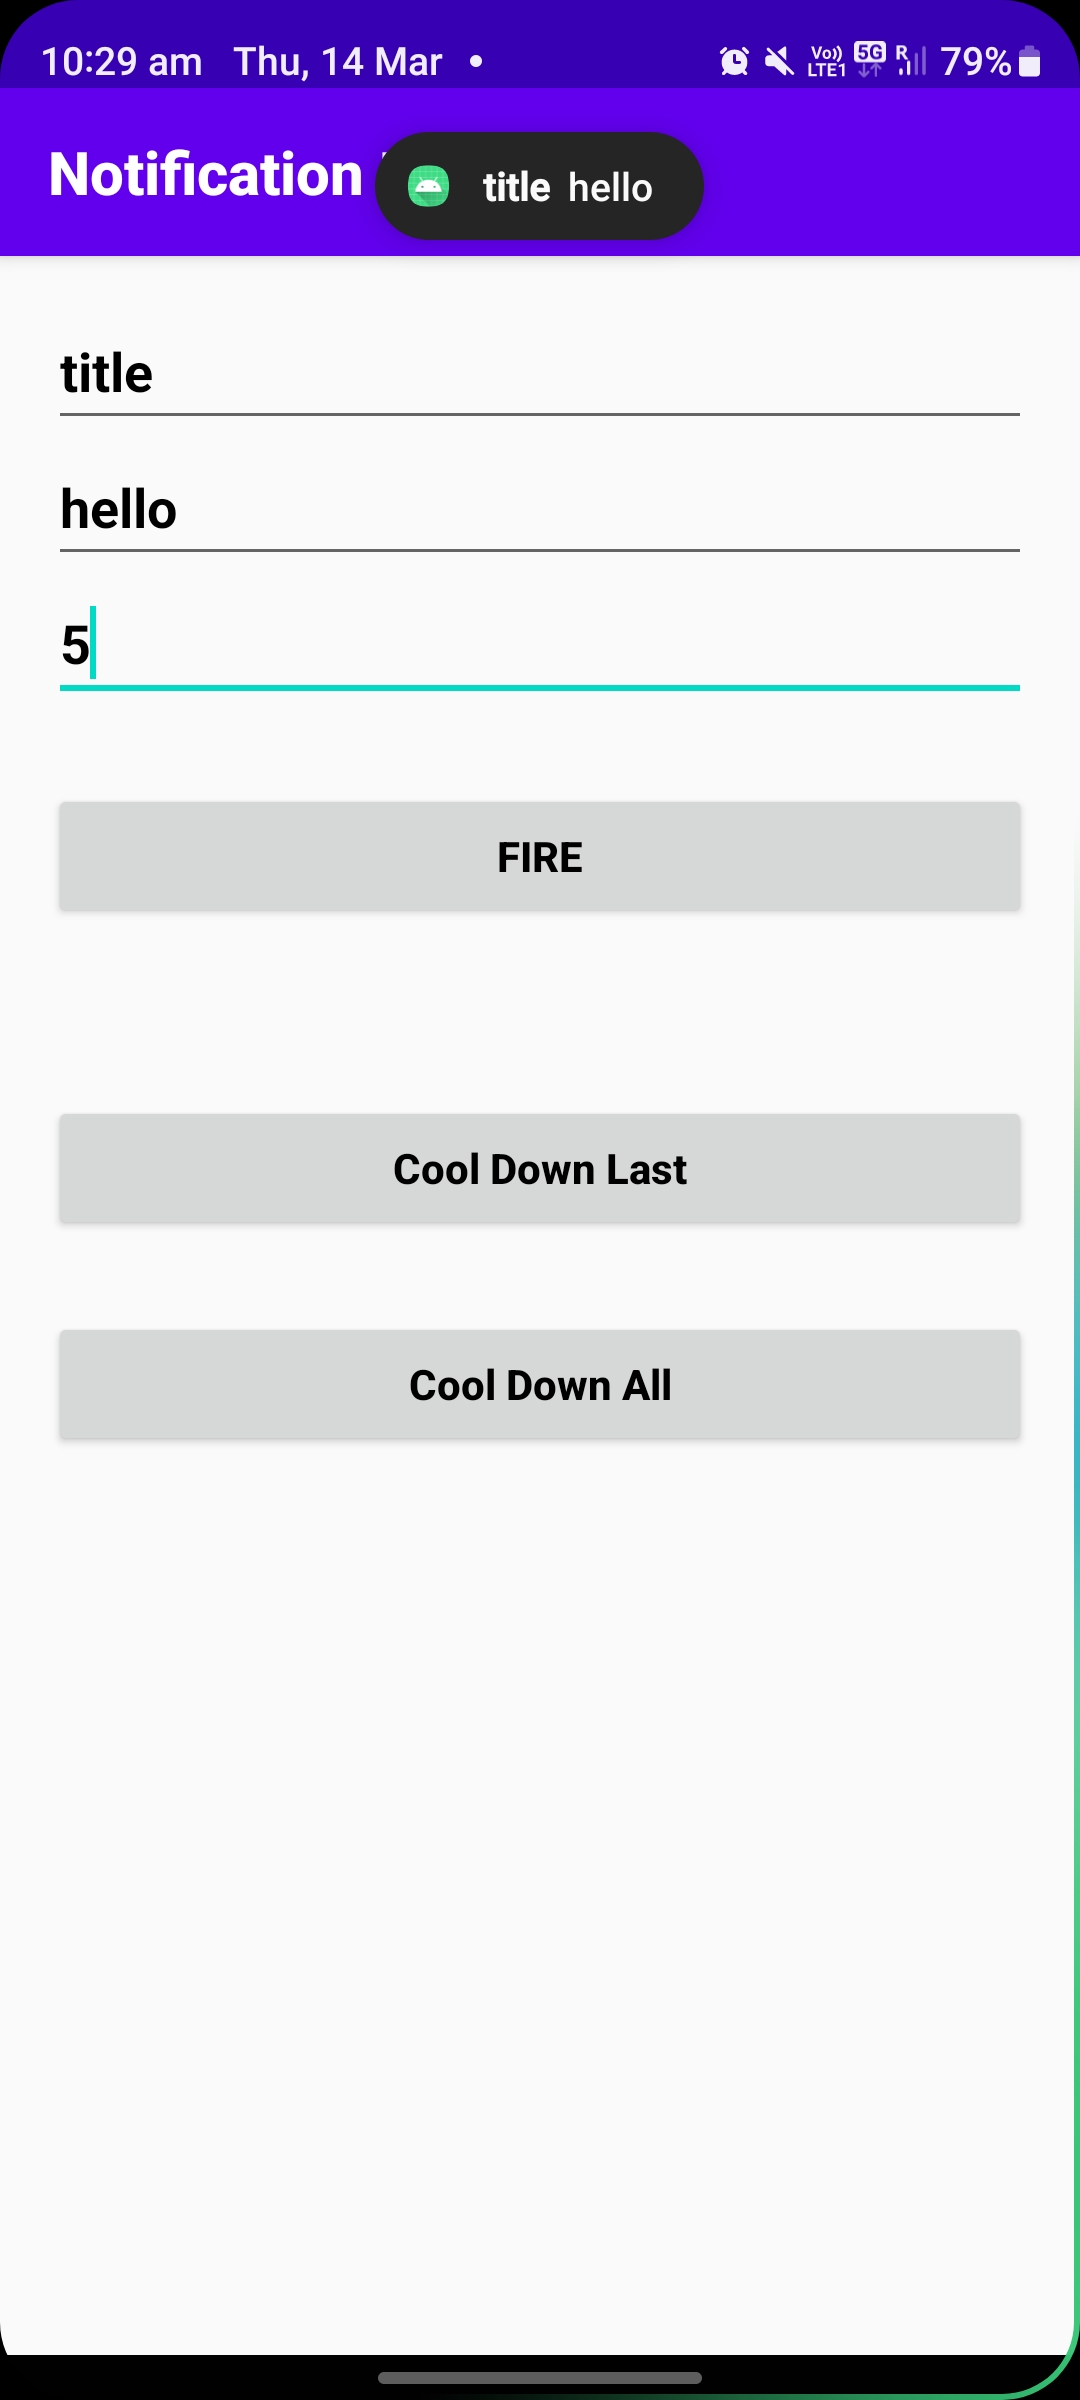 10:29 am Thu, 14 Mar
Vo)) LTE1 5G R 79%
Notification
title hello
title
hello
5
FIRE
Cool Down Last
Cool Down All